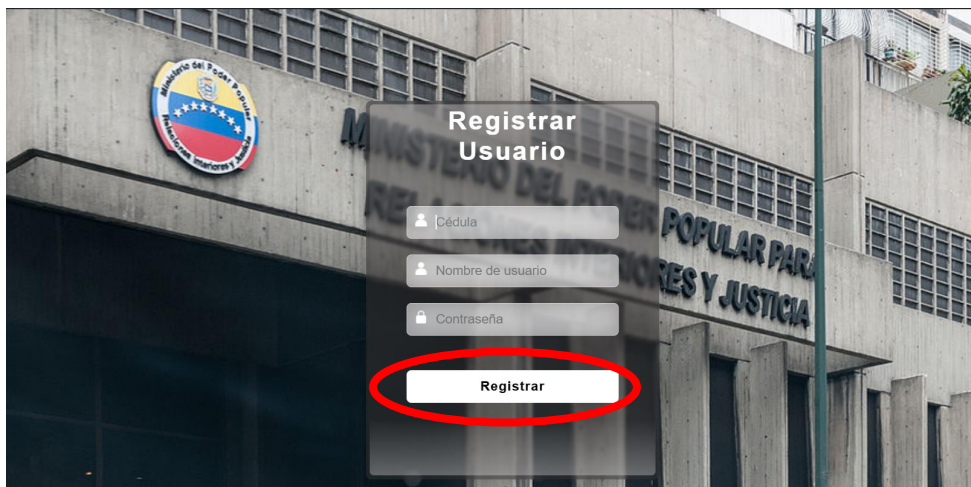 Ministerio del Poder Popular
Relaciones Interiores y Justicia
MINISTERIO DEL PODER POPULAR PARA
RELACIONES INTERIORES Y JUSTICIA
Registrar
Usuario
Cédula
Nombre de usuario
Contraseña
Registrar